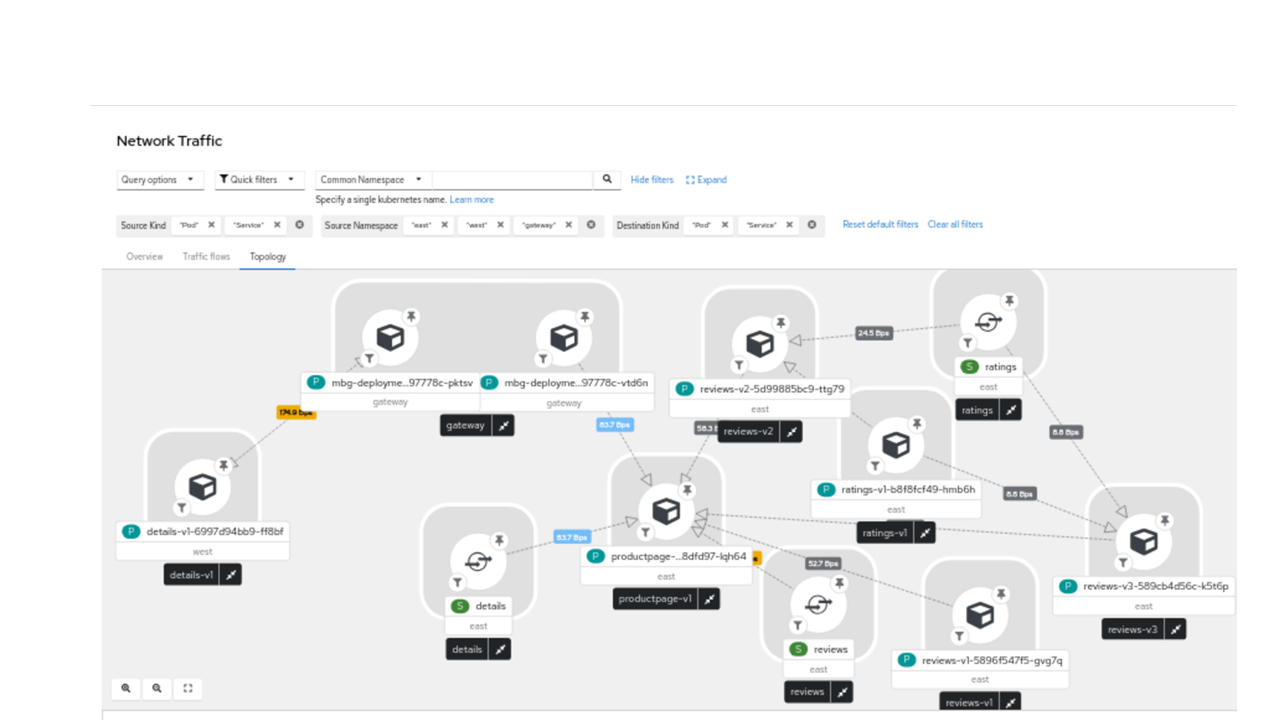 Network Traffic
Query options Quick filters Common Namespace Hide filters Expand
Specify a single kubernetes name. Learn more
Source Kind "Pod" "Service" Source Namespace "east" "west" "gateway" Destination Kind "Pod" "Service" Reset default filters Clear all filters
Overview Traffic flows Topology
24.5 Bps
S ratings
east
ratings
P mbg-deployme...97778c-pktsv
gateway
P mbg-deployme...97778c-vtd6n
gateway
gateway
P reviews-v2-5d99885bc9-ttg79
east
reviews-v2
174.9 Bps
63.7 Bps
8.8 Bps
P ratings-v1-b8f8fcf49-hmb6h
east
ratings-v1
8.8 Bps
P details-v1-6997d94bb9-ff8bf
west
details-v1
63.7 Bps
P productpage-...8dfd97-lqh64
east
productpage-v1
52.7 Bps
P reviews-v3-589cb4d56c-k5t6p
east
reviews-v3
S details
east
details
S reviews
east
reviews
P reviews-v1-5896f547f5-gvg7q
east
reviews-v1